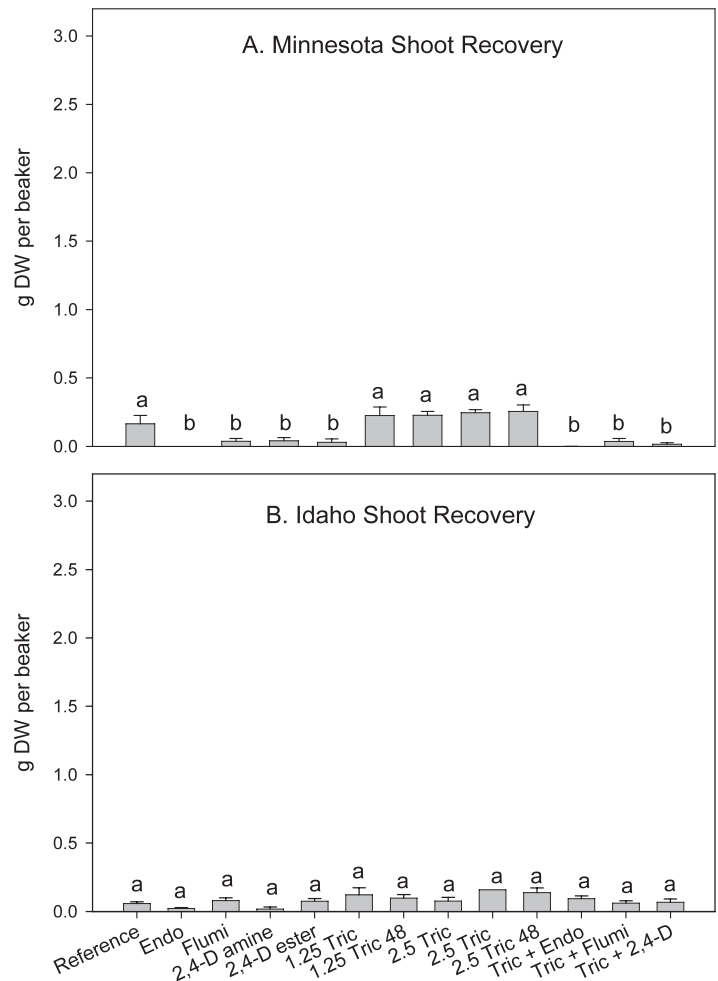 A. Minnesota Shoot Recovery
g DW per beaker
3.0
2.5
2.0
1.5
1.0
0.5
0.0
a b b b b a a a a b b b
B. Idaho Shoot Recovery
g DW per beaker
3.0
2.5
2.0
1.5
1.0
0.5
0.0
a a a a a a a a a a a a a
Reference
Endo
Flumi
2,4-D amine
2,4-D ester
1.25 Tric
1.25 Tric 48
2.5 Tric
2.5 Tric
2.5 Tric 48
Tric + Endo
Tric + Flumi
Tric + 2,4-D